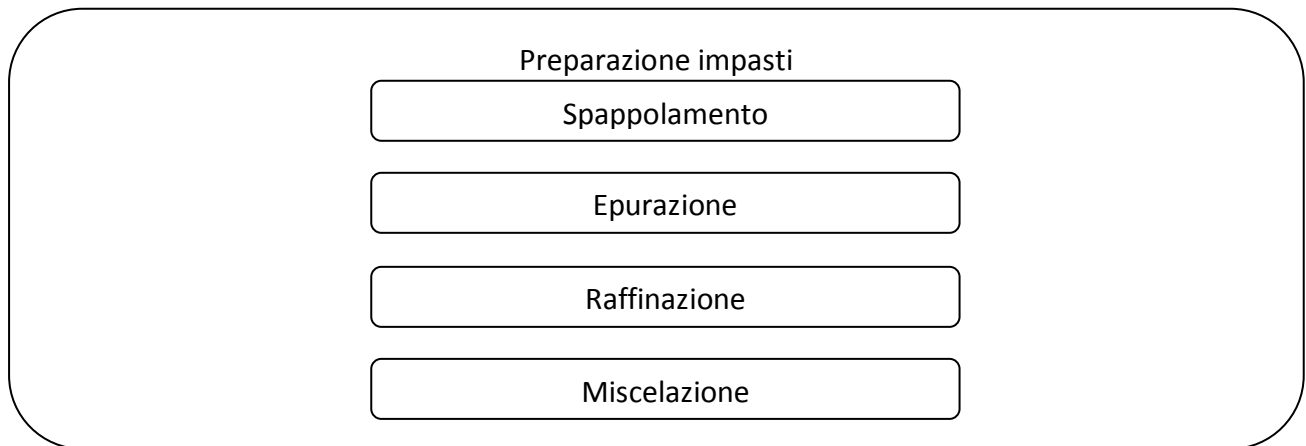 Preparazione impasti
Spappolamento
Epurazione
Raffinazione
Miscelazione